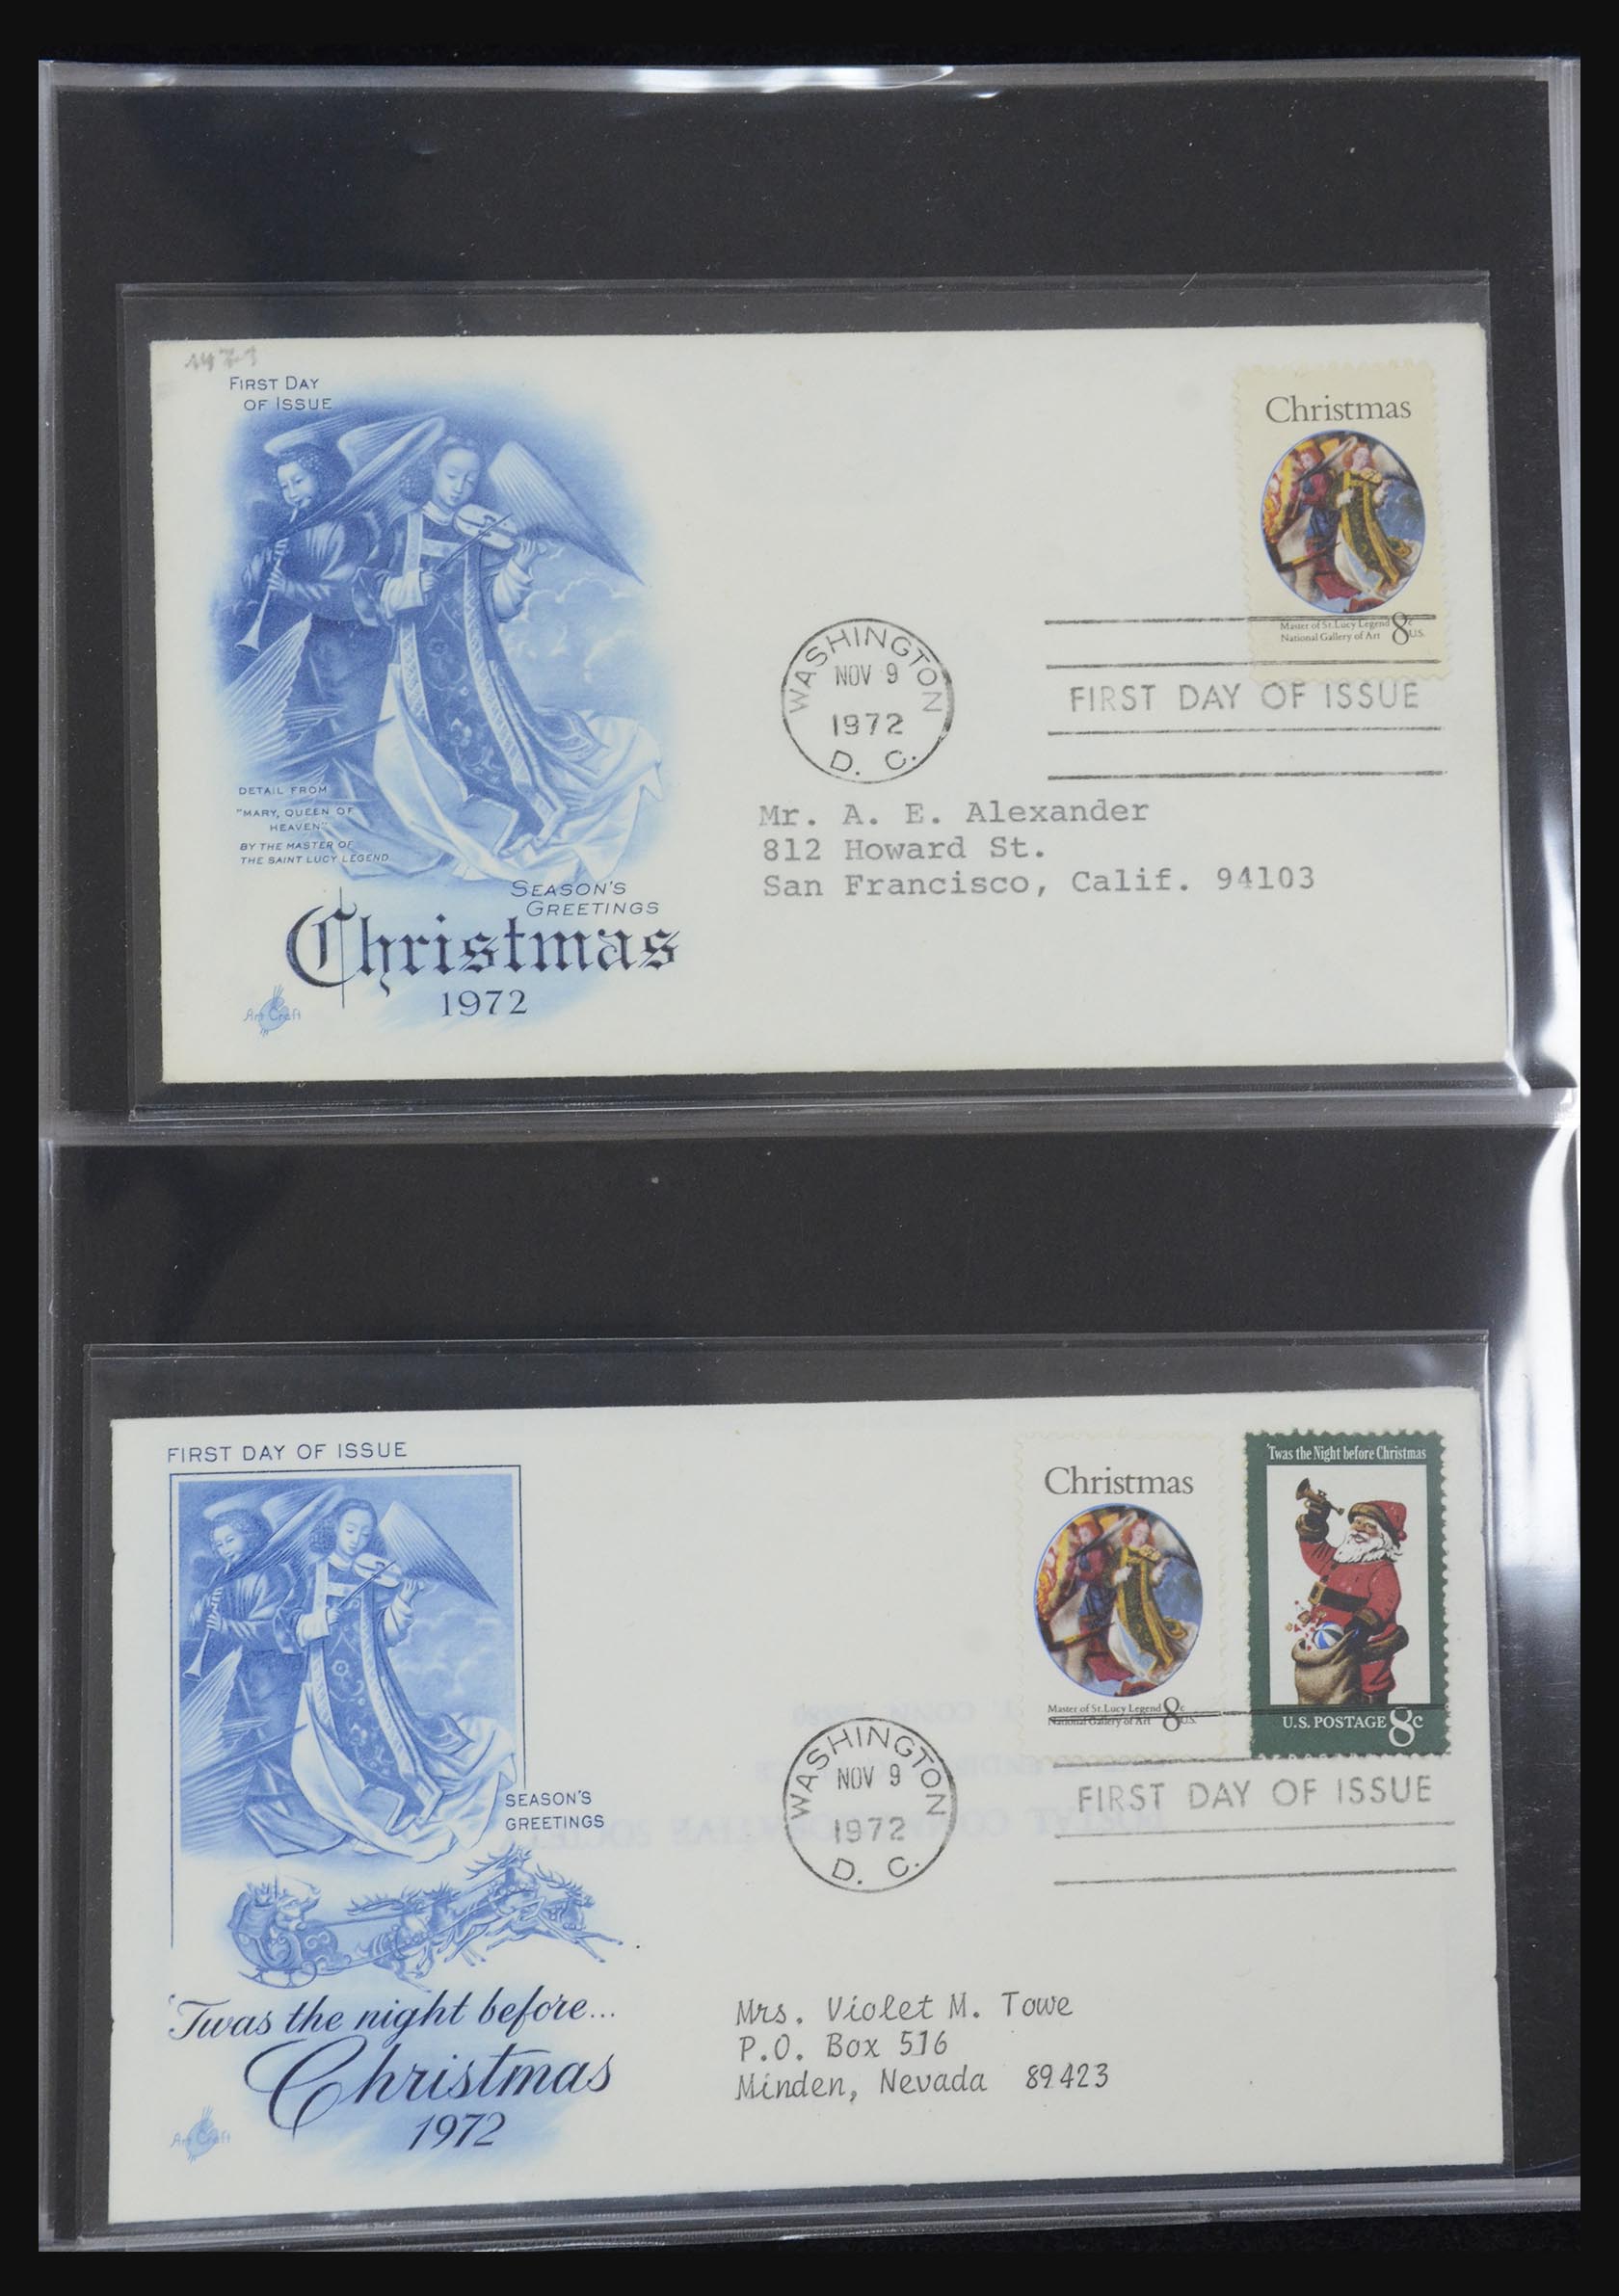 1471
FIRST DAY
OF ISSUE
DETAIL FROM
"MARY, QUEEN OF
HEAVEN"
BY THE MASTER OF
THE SAINT LUCY LEGEND
SEASON'S
GREETINGS
Christmas
1972
Art Craft
Christmas
Master of St. Lucy Legend
National Gallery of Art
8c
U.S.
WASHINGTON
NOV 9
1972
D. C.
FIRST DAY OF ISSUE
Mr. A. E. Alexander
812 Howard St.
San Francisco, Calif. 94103
FIRST DAY OF ISSUE
SEASON'S
GREETINGS
'Twas the night before...
Christmas
1972
Art Craft
Christmas
Master of St. Lucy Legend
National Gallery of Art
8c
U.S.
'Twas the Night before Christmas
U.S. POSTAGE 8c
WASHINGTON
NOV 9
1972
D. C.
FIRST DAY OF ISSUE
Mrs. Violet M. Towe
P.O. Box 516
Minden, Nevada 89423